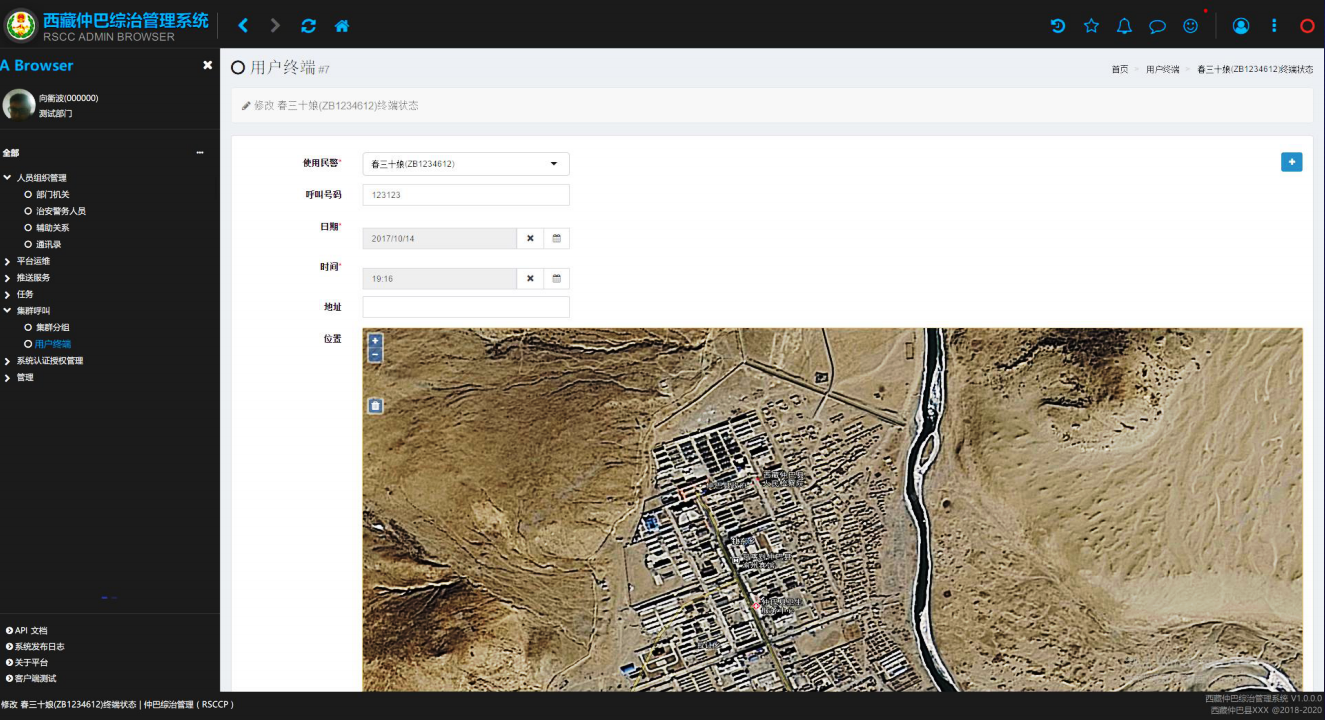 西藏仲巴综治管理系统
RSCC ADMIN BROWSER
A Browser
向衢波(000000)
测试部门
全部
人员组织管理
部门机关
治安警务人员
辅助关系
通讯录
平台运维
推送服务
任务
集群呼叫
集群分组
用户终端
系统认证授权管理
管理
API 文档
系统发布日志
关于平台
客户端测试
用户终端 #7
首页 > 用户终端 > 春三十娘(ZB1234612)终端状态
修改 春三十娘(ZB1234612)终端状态
使用民警*
春三十娘(ZB1234612)
呼叫号码
123123
日期*
2017/10/14
时间*
19:16
地址
位置
+
−
西藏仲巴县
人民检察院
修改 春三十娘(ZB1234612)终端状态 | 仲巴综治管理 ( RSCCP )
西藏仲巴综治管理系统 V1.0.0.0
西藏仲巴县XXX @2018-2020